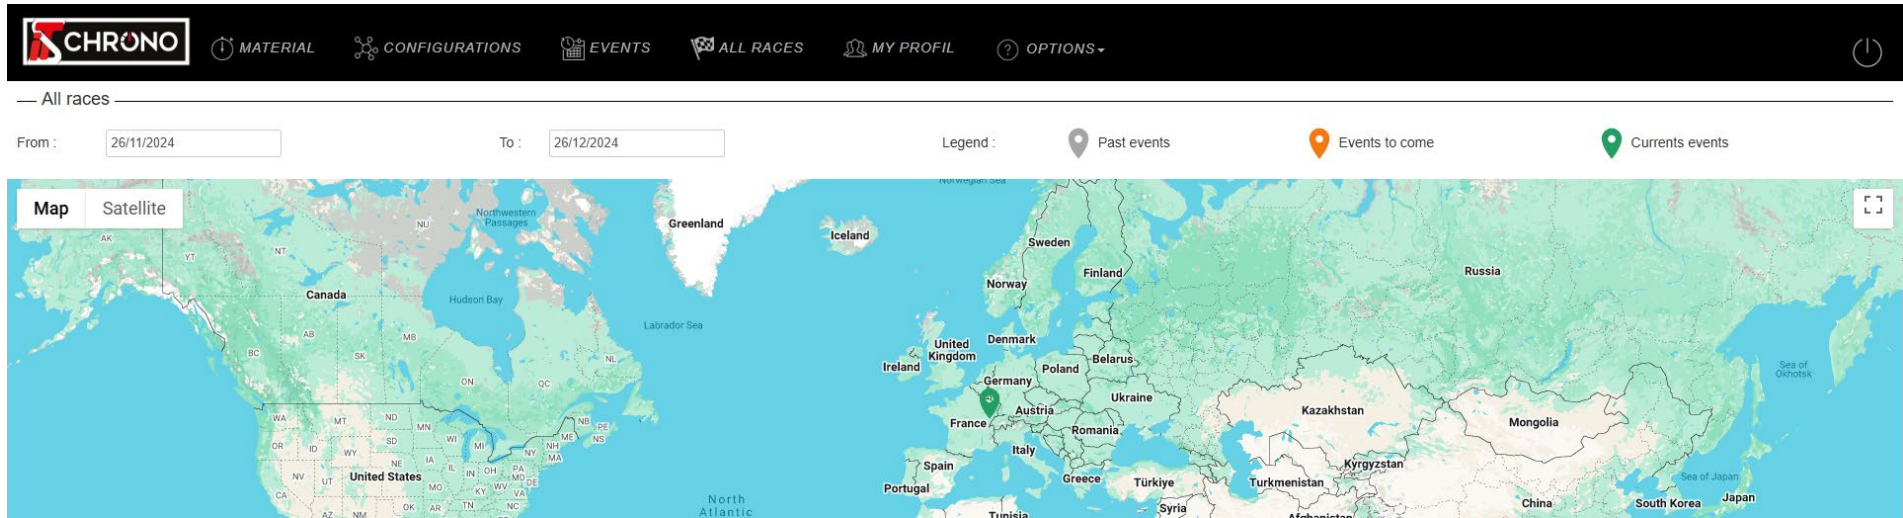 iTS CHRONO MATERIAL CONFIGURATIONS EVENTS ALL RACES MY PROFIL ? OPTIONS
All races
From : 26/11/2024 To : 26/12/2024 Legend : Past events Events to come Currents events
Map Satellite
Norwegian Sea
Northwestern
Passages
NU
Greenland
Iceland
AK
YT
NT
Sweden
Finland
Russia
Norway
Canada
Hudson Bay
Labrador Sea
AB
MB
BC
SK
NL
United
Kingdom
Denmark
Ireland
Belarus
Poland
Germany
Sea of
Okhotsk
ON
QC
Ukraine
Austria
France
Kazakhstan
Mongolia
Romania
WA
MT
ND
MN
NB
PE
OR
ID
SD
WI
MI
NH
ME
NS
WY
NY
MA
Italy
NE
IA
IL
IN
OH
PA
MD
DE
Spain
Kyrgyzstan
NV
UT
United States
MO
KY
WV
VA
Greece
Türkiye
Turkmenistan
Sea of Japan
Portugal
CA
North
Atlantic
OK
AR
TN
NC
Syria
China
South Korea
Japan
AZ
NM
Tunisia
Afghanistan